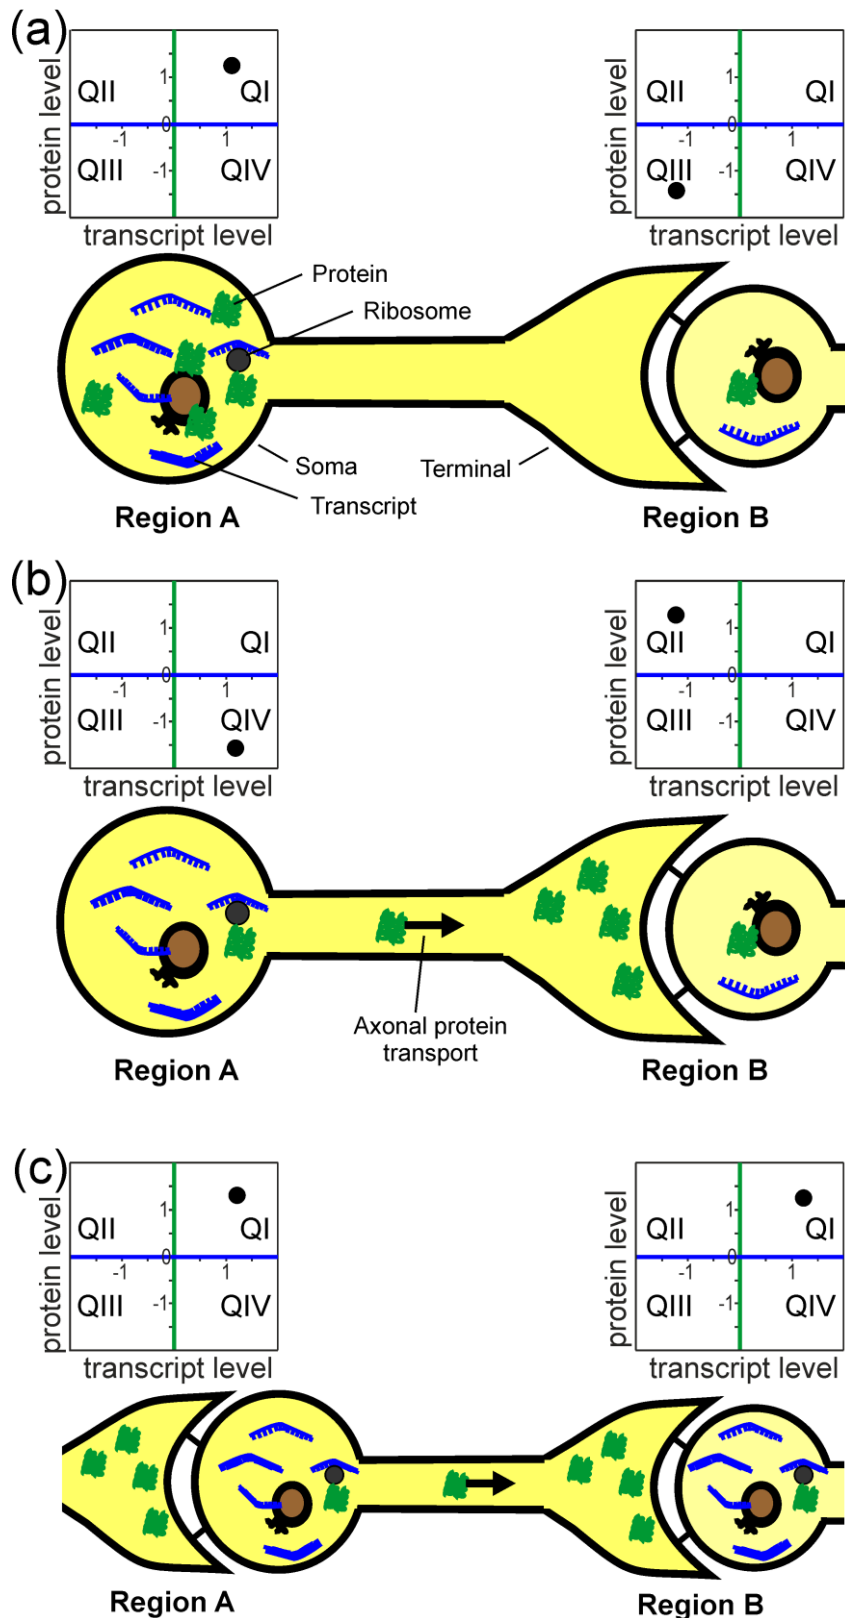 (a)
protein level
QII
QI
QIII
QIV
1
0
-1
1
-1
transcript level
protein level
QII
QI
QIII
QIV
1
0
-1
1
-1
transcript level
Protein
Ribosome
Soma
Terminal
Transcript
Region A
Region B
(b)
protein level
QII
QI
QIII
QIV
1
0
-1
1
-1
transcript level
protein level
QII
QI
QIII
QIV
1
0
-1
1
-1
transcript level
Axonal protein
transport
Region A
Region B
(c)
protein level
QII
QI
QIII
QIV
1
0
-1
1
-1
transcript level
protein level
QII
QI
QIII
QIV
1
0
-1
1
-1
transcript level
Region A
Region B